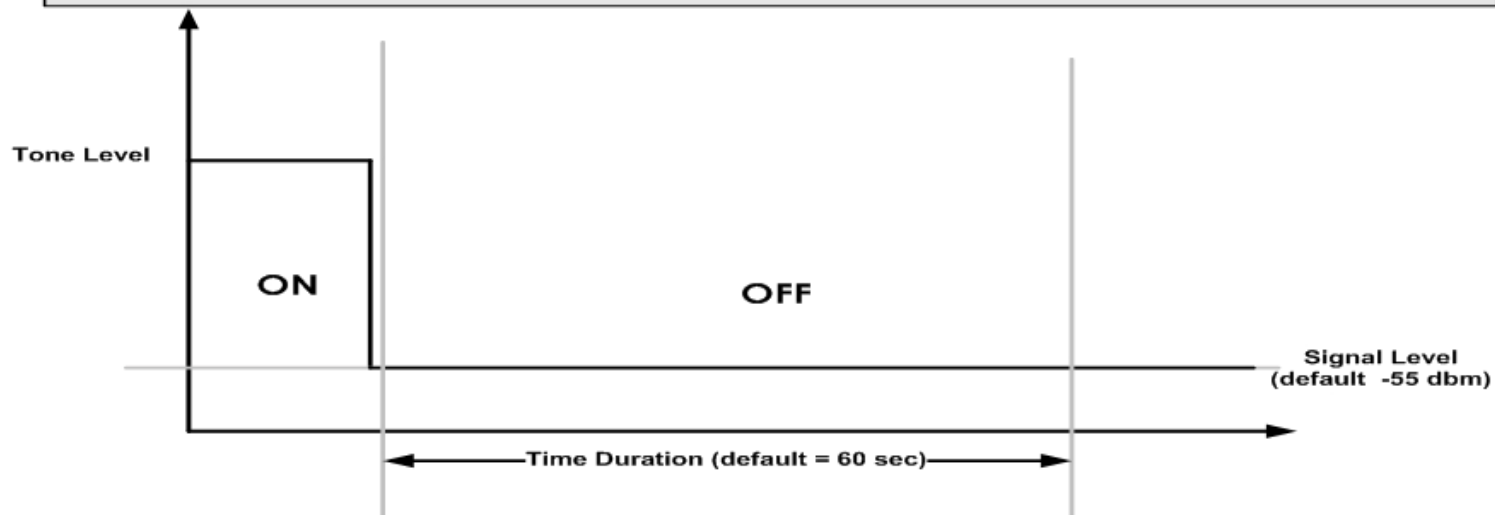 Tone Level
ON
OFF
Signal Level
(default -55 dbm)
Time Duration (default = 60 sec)